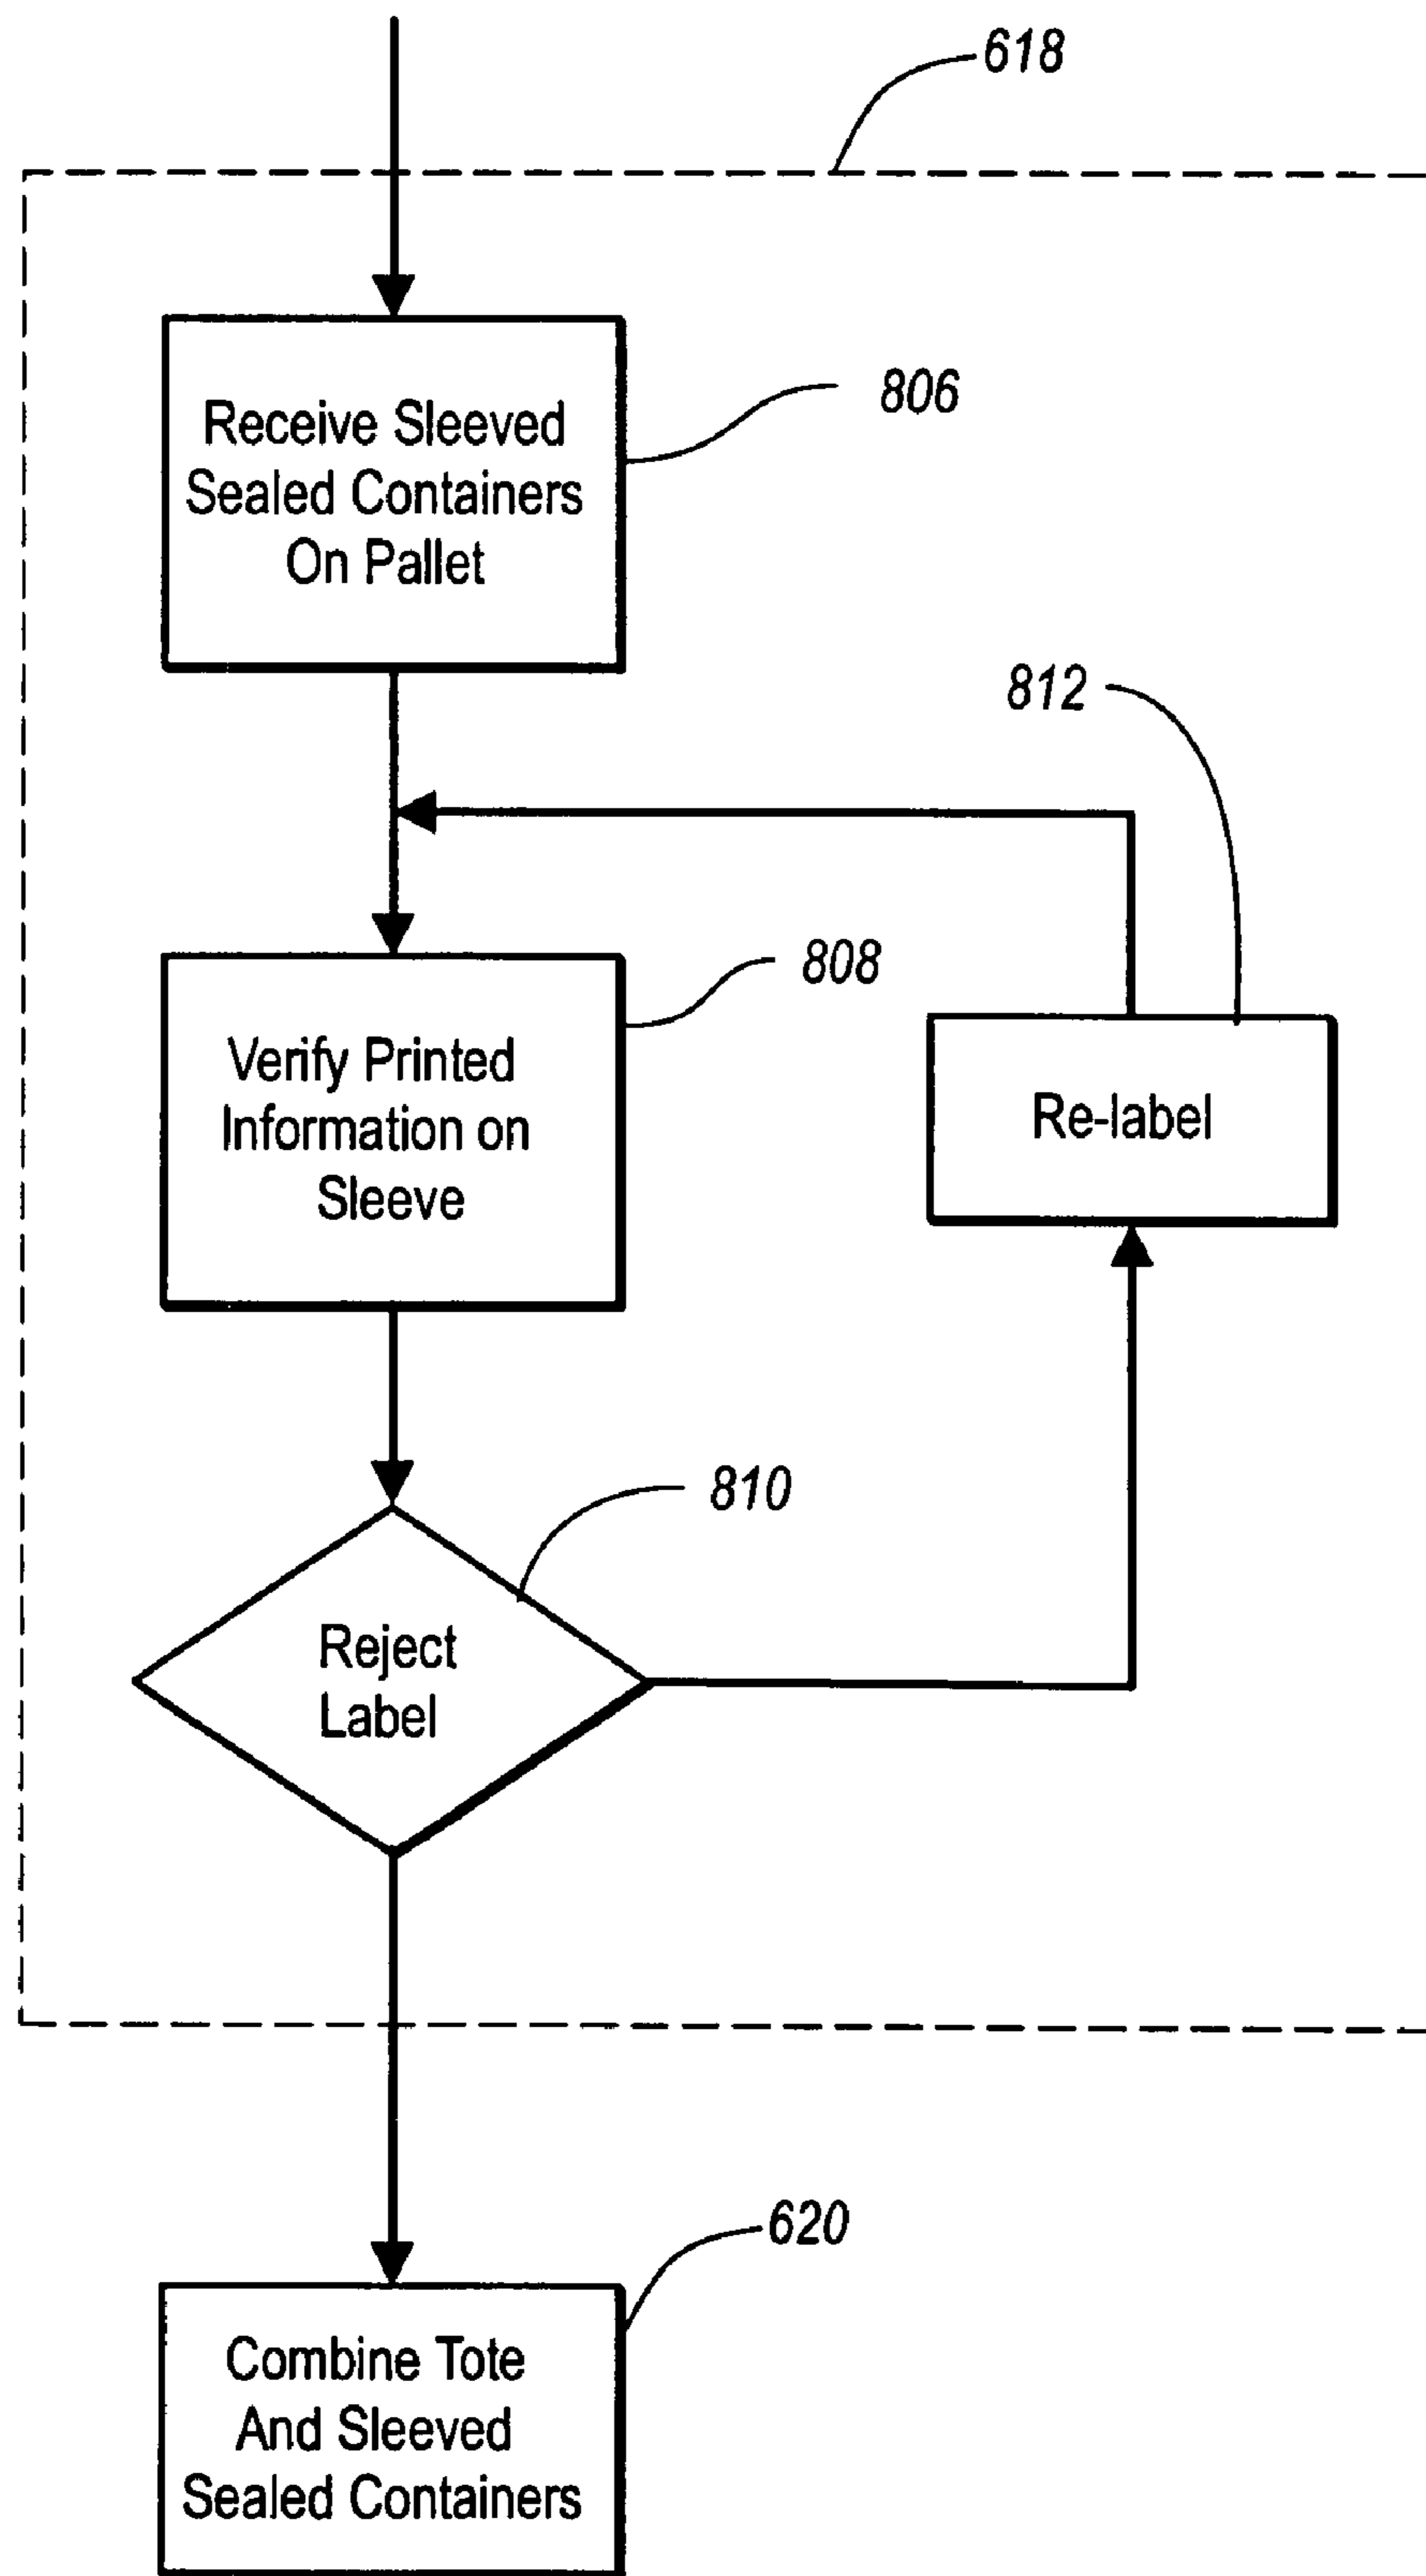 618
Receive Sleeved
Sealed Containers
On Pallet
806
812
808
Verify Printed
Information on
Sleeve
Re-label
810
Reject
Label
620
Combine Tote
And Sleeved
Sealed Containers